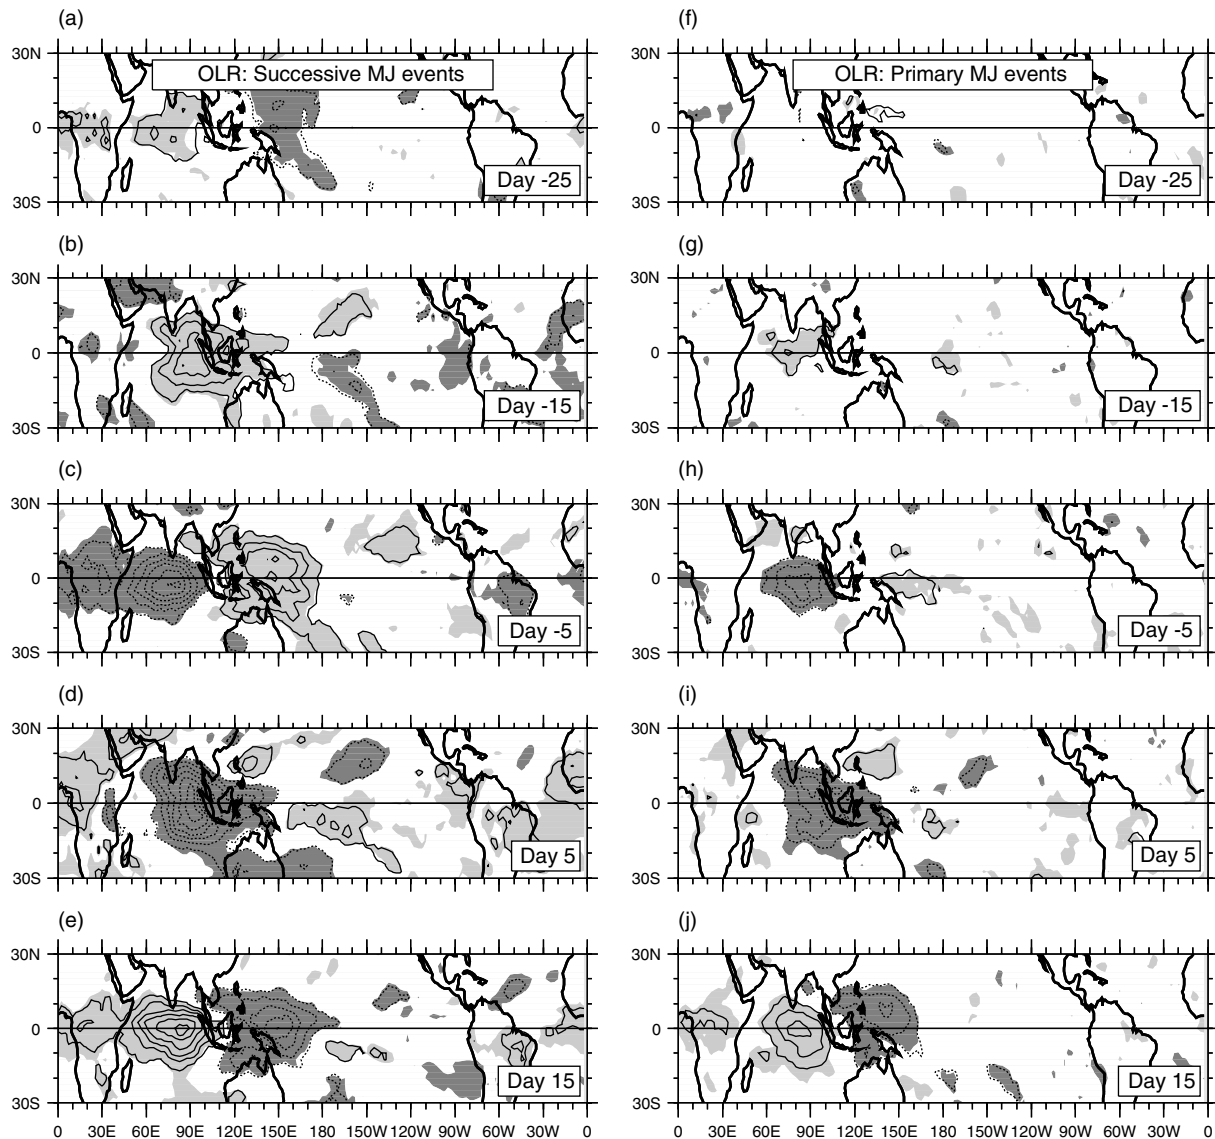 (a) (f)
30N 30N
OLR: Successive MJ events OLR: Primary MJ events
0 0
Day -25 Day -25
30S 30S
(b) (g)
30N 30N
0 0
Day -15 Day -15
30S 30S
(c) (h)
30N 30N
0 0
Day -5 Day -5
30S 30S
(d) (i)
30N 30N
0 0
Day 5 Day 5
30S 30S
(e) (j)
30N 30N
0 0
Day 15 Day 15
30S 30S
0 30E 60E 90E 120E 150E 180 150W 120W 90W 60W 30W 0 0 30E 60E 90E 120E 150E 180 150W 120W 90W 60W 30W 0